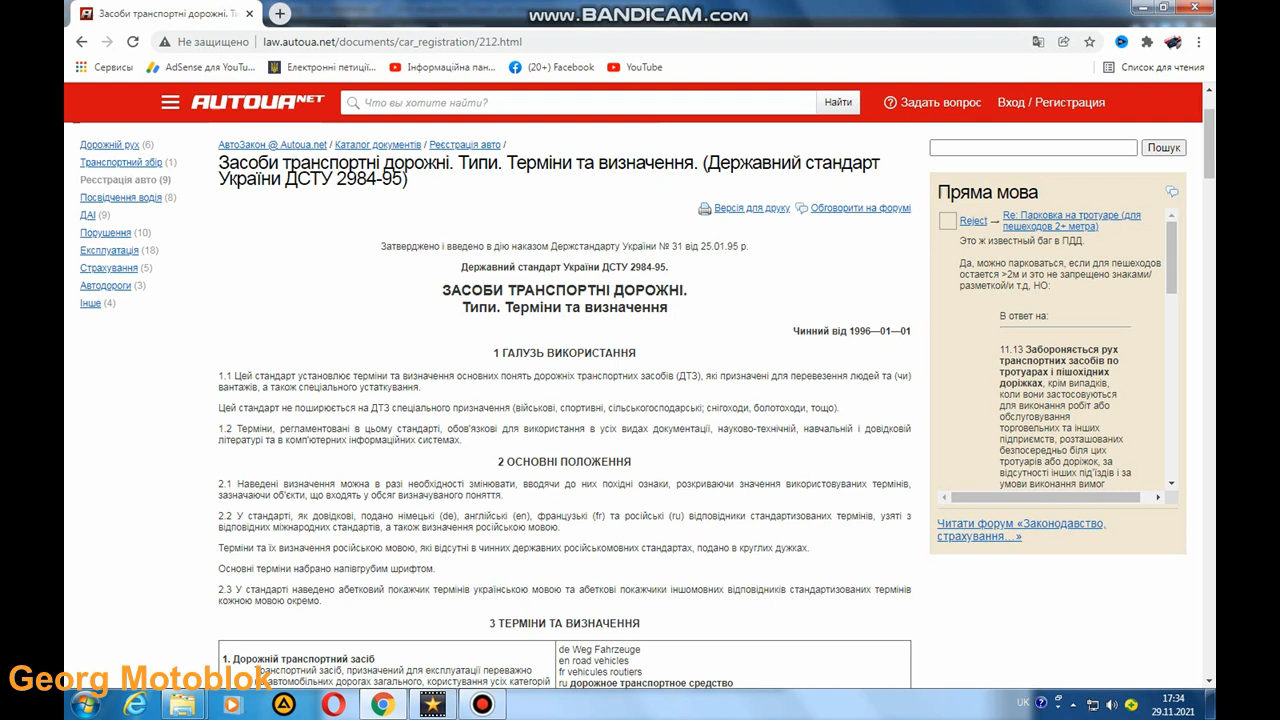 www.BANDICAM.com
Засоби транспортні дорожні. Ти
Не защищено
law.autoua.net/documents/car_registration/212.html
Сервисы
AdSense для YouTu...
Електронні петиції...
Інформаційна пан...
(20+) Facebook
YouTube
Список для чтения
AUTOUA.NET
Что вы хотите найти?
Найти
Задать вопрос
Вход / Регистрация
Дорожній рух (6)
Транспортний збір (1)
Реєстрація авто (9)
Посвідчення водія (8)
ДАІ (9)
Порушення (10)
Експлуатація (18)
Страхування (5)
Автодороги (3)
Інше (4)
АвтоЗакон @ Autoua.net / Каталог документів / Реєстрація авто /
Засоби транспортні дорожні. Типи. Терміни та визначення. (Державний стандарт
України ДСТУ 2984-95)
Версія для друку
Обговорити на форумі
Затверджено і введено в дію наказом Держстандарту України № 31 від 25.01.95 р.
Державний стандарт України ДСТУ 2984-95.
ЗАСОБИ ТРАНСПОРТНІ ДОРОЖНІ.
Типи. Терміни та визначення
Чинний від 1996—01—01
1 ГАЛУЗЬ ВИКОРИСТАННЯ
1.1 Цей стандарт установлює терміни та визначення основних понять дорожніх транспортних засобів (ДТЗ), які призначені для перевезення людей та (чи)
вантажів, а також спеціального устаткування.
Цей стандарт не поширюється на ДТЗ спеціального призначення (військові, спортивні, сільськогосподарські; снігоходи, болотоходи, тощо).
1.2 Терміни, регламентовані в цьому стандарті, обов'язкові для використання в усіх видах документації, науково-технічній, навчальній і довідковій
літературі та в комп'ютерних інформаційних системах.
2 ОСНОВНІ ПОЛОЖЕННЯ
2.1 Наведені визначення можна в разі необхідності змінювати, вводячи до них похідні ознаки, розкриваючи значення використовуваних термінів,
зазначаючи об'єкти, що входять у обсяг визначуваного поняття.
2.2 У стандарті, як довідкові, подано німецькі (de), англійські (en), французькі (fr) та російські (ru) відповідники стандартизованих термінів, узяті з
відповідних міжнародних стандартів, а також визначення російською мовою.
Терміни та їх визначення російською мовою, які відсутні в чинних державних російськомовних стандартах, подано в круглих дужках.
Основні терміни набрано напівгрубим шрифтом.
2.3 У стандарті наведено абетковий покажчик термінів українською мовою та абеткові покажчики іншомовних відповідників стандартизованих термінів
кожною мовою окремо.
3 ТЕРМІНИ ТА ВИЗНАЧЕННЯ
1. Дорожній транспортний засіб
Транспортний засіб, призначений для експлуатації переважно
автомобільних дорогах загального, користування усіх категорій
de Weg Fahrzeuge
en road vehicles
fr vehicules routiers
ru дорожное транспортное средство
Пошук
Пряма мова
Reject → Re: Парковка на тротуаре (для
пешеходов 2+ метра)
Это ж известный баг в ПДД.
Да, можно парковаться, если для пешеходов
остается >2м и это не запрещено знаками/
разметкой/и т.д, НО:
В ответ на:
11.13 Забороняється рух
транспортних засобів по
тротуарах і пішохідних
доріжках, крім випадків,
коли вони застосовуються
для виконання робіт або
обслуговування
торговельних та інших
підприємств, розташованих
безпосередньо біля цих
тротуарів або доріжок, за
відсутності інших під'їздів і за
умови виконання вимог
Читати форум «Законодавство,
страхування...»
Georg Motoblok
UK
17:34
29.11.2021